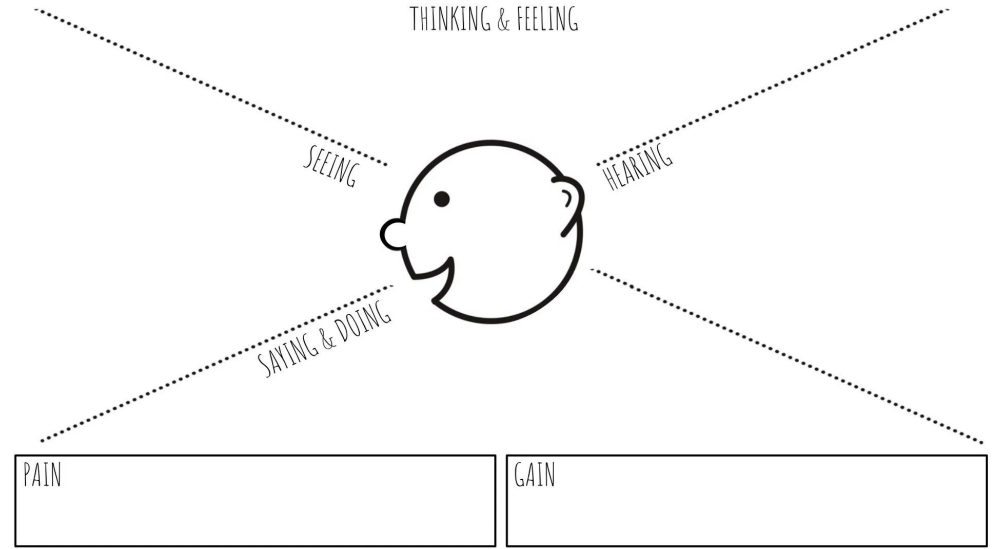 THINKING & FEELING
SEEING
HEARING
SAYING & DOING
PAIN
GAIN